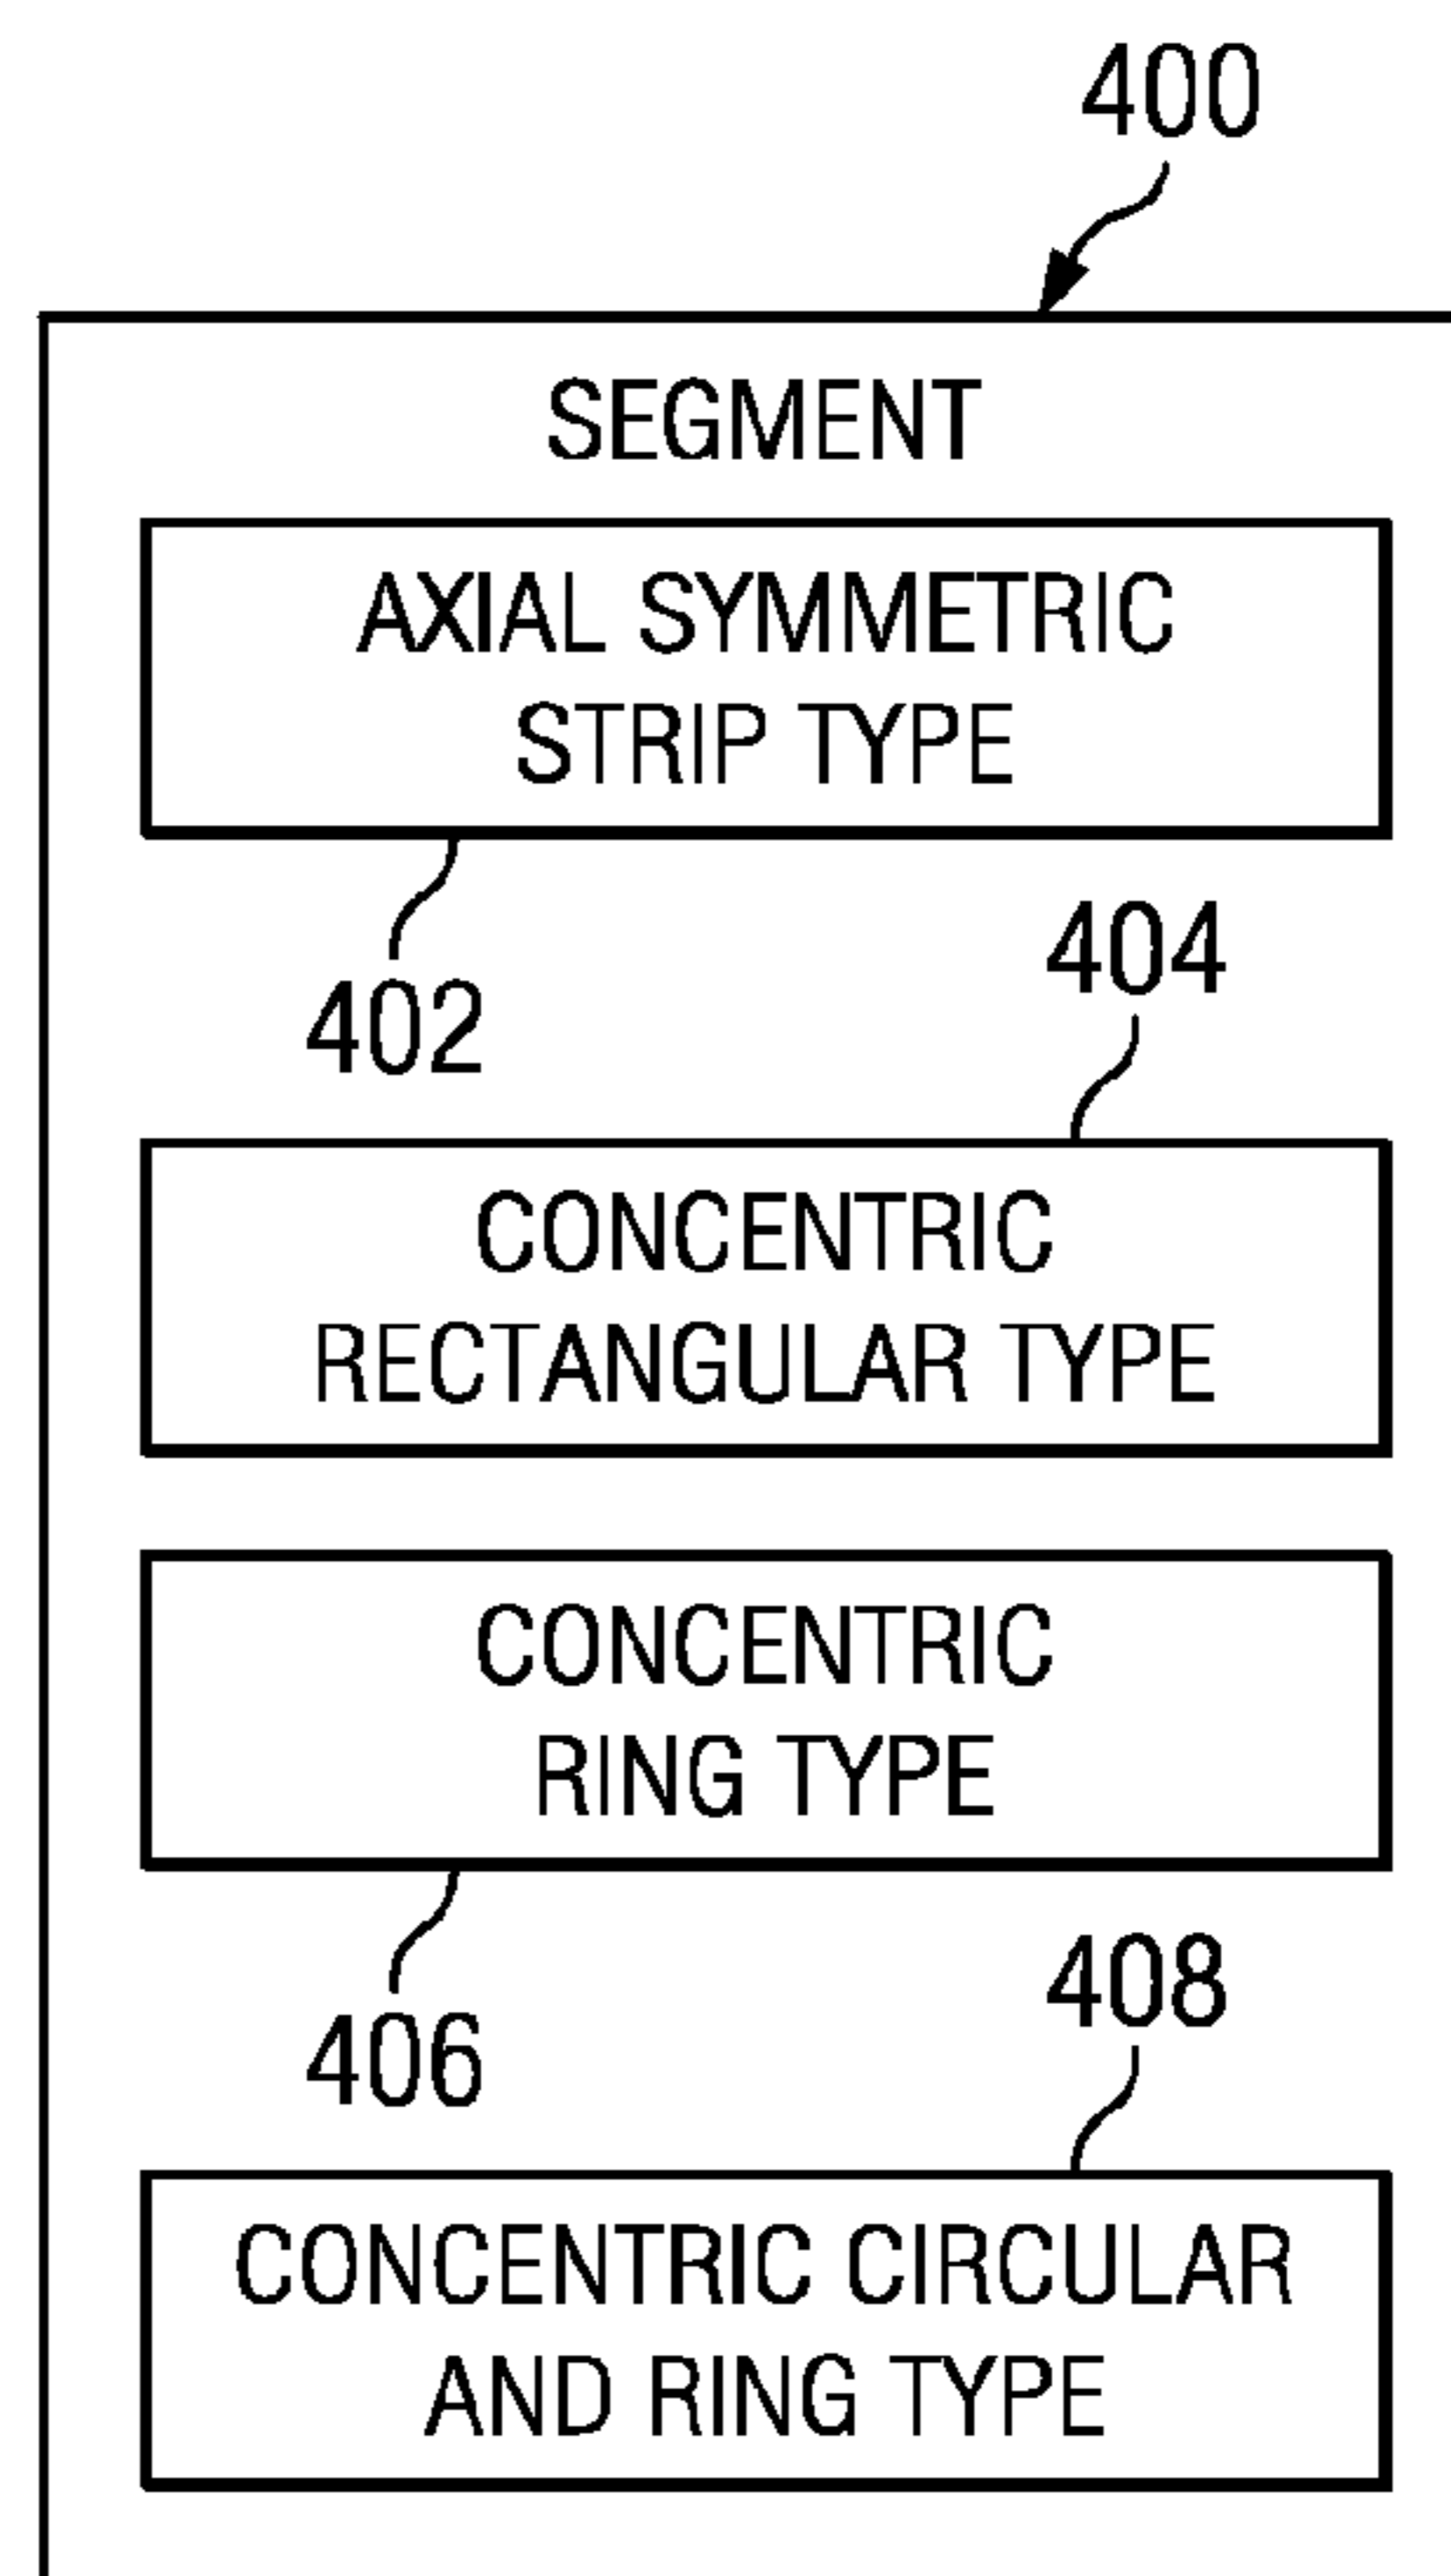 400
SEGMENT
AXIAL SYMMETRIC
STRIP TYPE
402
404
CONCENTRIC
RECTANGULAR TYPE
CONCENTRIC
RING TYPE
406
408
CONCENTRIC CIRCULAR
AND RING TYPE